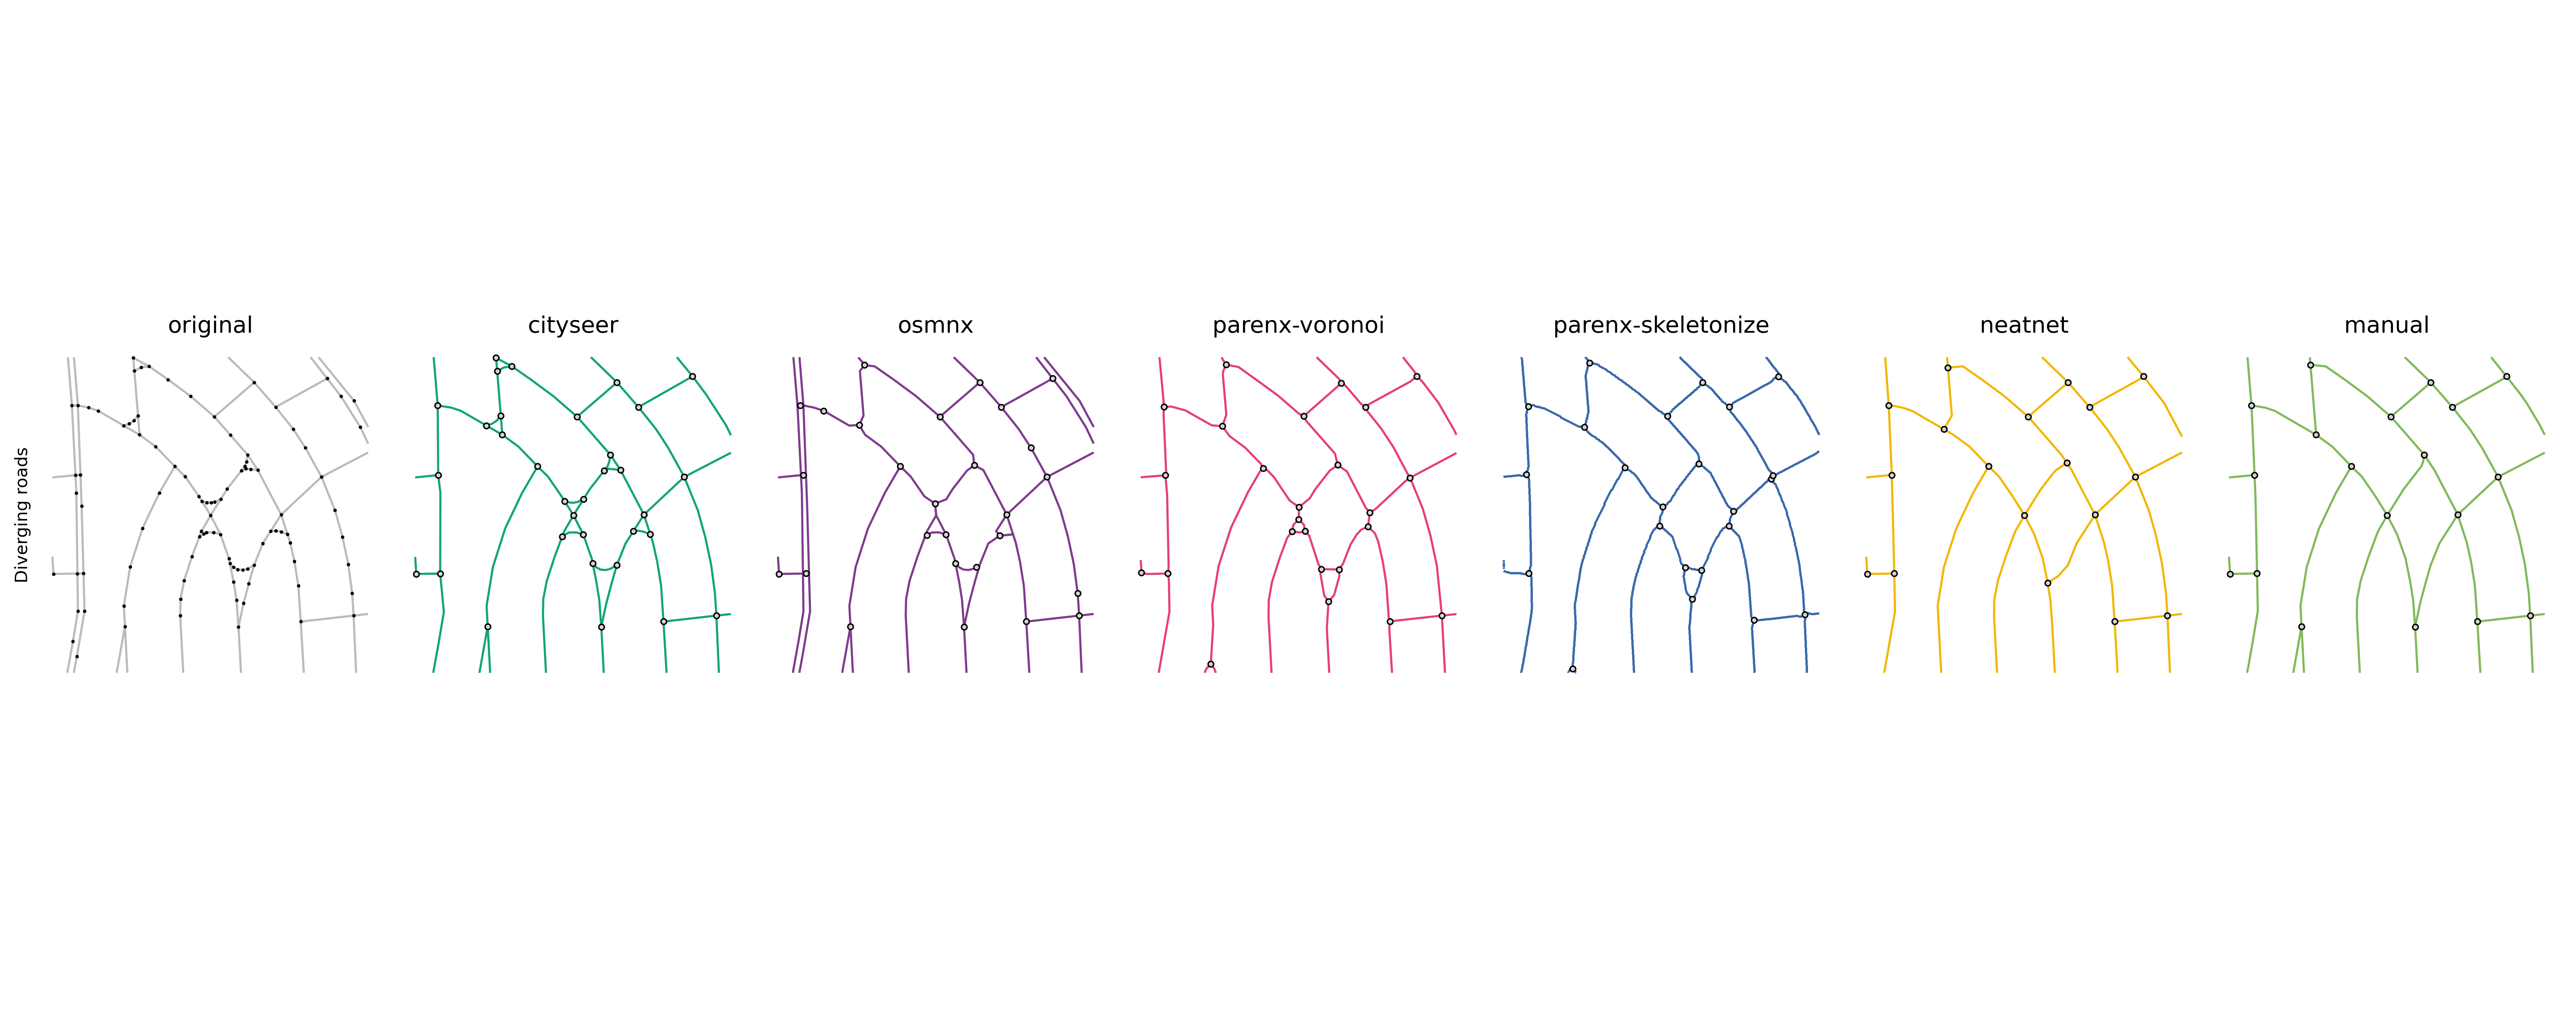 original
cityseer
osmnx
parenx-voronoi
parenx-skeletonize
neatnet
manual
Diverging roads